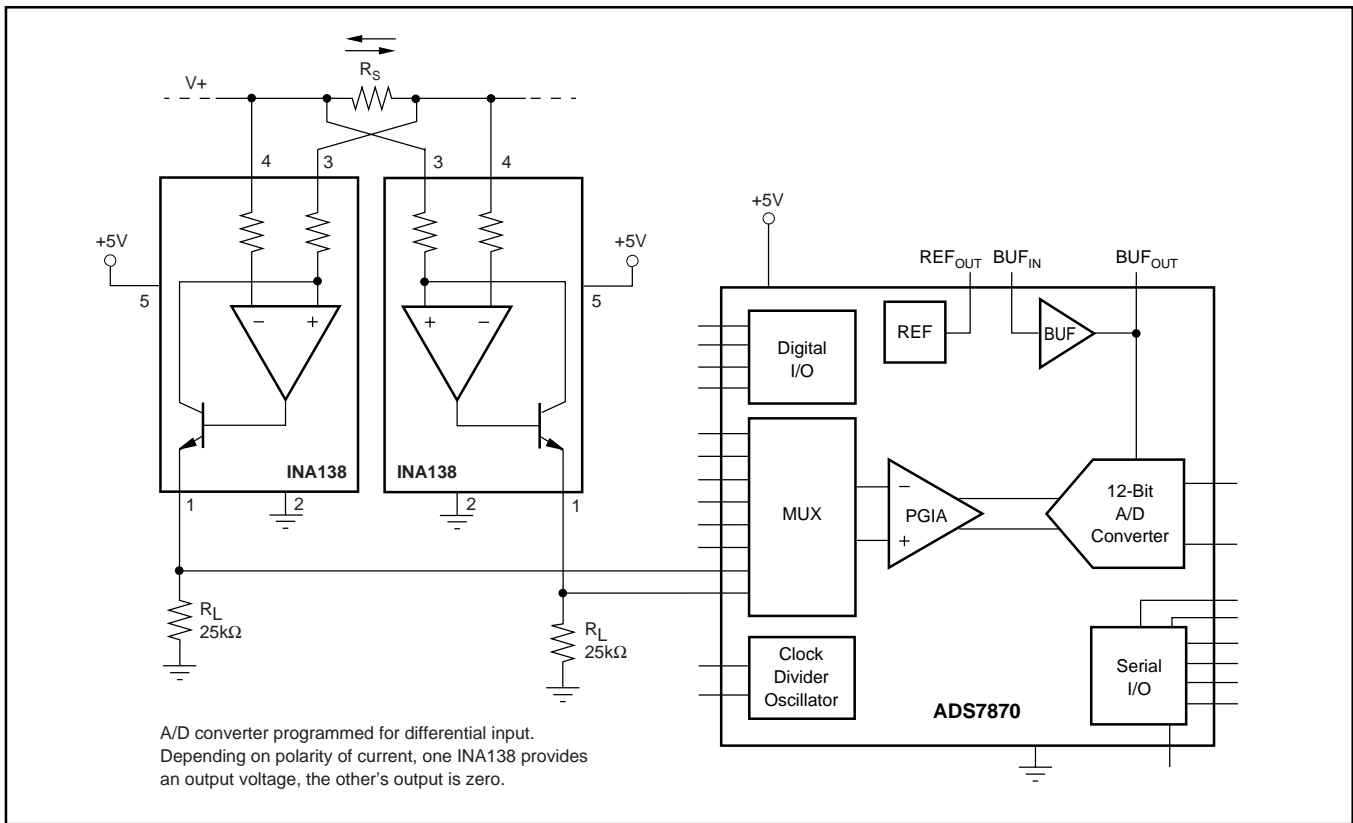 R_S
V+
4
3
3
4
+5V
+5V
5
5
−
+
+
−
INA138
INA138
1
2
2
1
R_L
25kΩ
R_L
25kΩ
+5V
REF_OUT
BUF_IN
BUF_OUT
REF
BUF
Digital
I/O
MUX
−
+
PGIA
12-Bit
A/D
Converter
Clock
Divider
Oscillator
Serial
I/O
ADS7870
A/D converter programmed for differential input.
Depending on polarity of current, one INA138 provides
an output voltage, the other's output is zero.